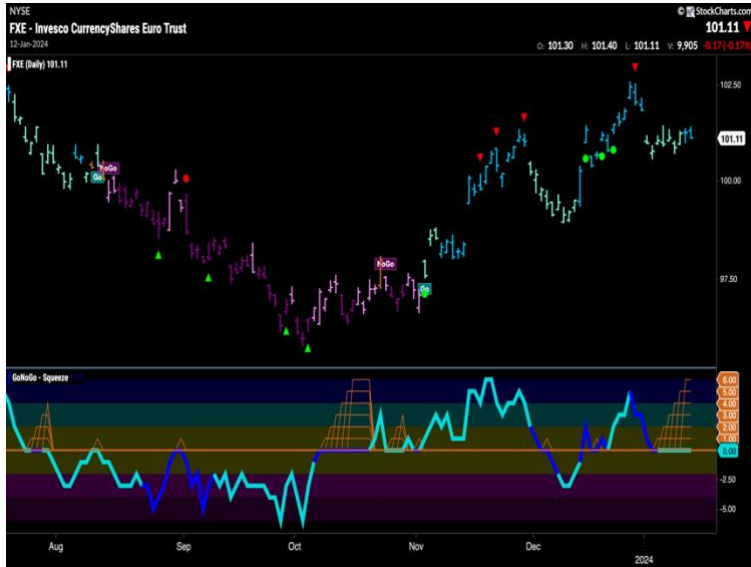 NYSE
© StockCharts.com
FXE - Invesco CurrencyShares Euro Trust
101.11
12-Jan-2024
O: 101.30 H: 101.40 L: 101.11 V: 9,905 -0.17 (-0.17%)
FXE (Daily) 101.11
102.50
101.11
100.00
97.50
NoGo
Go
NoGo
Go
GoNoGo - Squeeze
6.00
5.00
4.00
3.00
2.00
1.00
0.00
-2.50
-5.00
Aug Sep Oct Nov Dec 2024